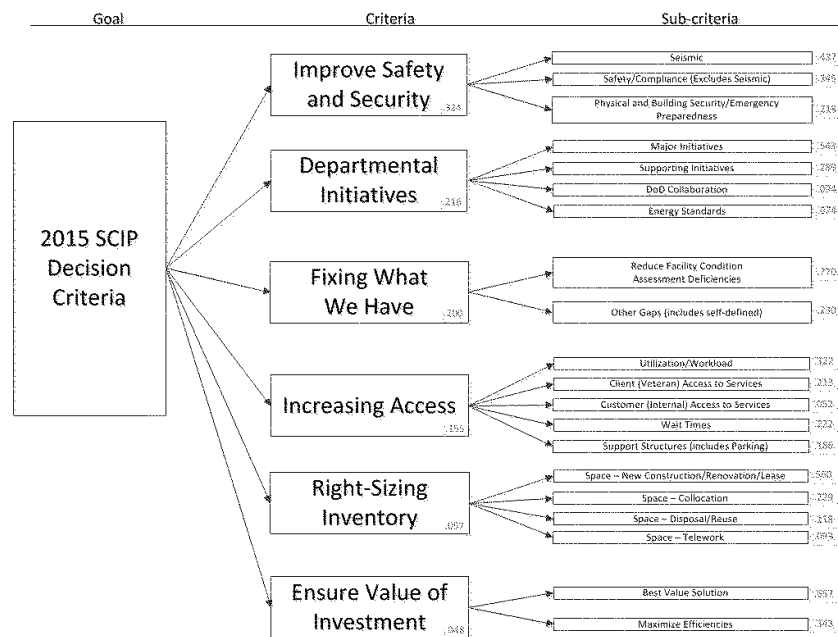 Goal
Criteria
Sub-criteria
2015 SCIP
Decision
Criteria
Improve Safety
and Security
.324
Seismic
.437
Safety/Compliance (Excludes Seismic)
.345
Physical and Building Security/Emergency
Preparedness
Departmental
Initiatives
.216
Major Initiatives
.543
Supporting Initiatives
.289
DoD Collaboration
.094
Energy Standards
.074
Fixing What
We Have
.200
Reduce Facility Condition
Assessment Deficiencies
.770
Other Gaps (includes self-defined)
.230
Increasing Access
.155
Utilization/Workload
Client (Veteran) Access to Services
.213
Customer (Internal) Access to Services
.052
Wait Times
.222
Support Structures (includes Parking)
.186
Right-Sizing
Inventory
.057
Space – New Construction/Renovation/Lease
.560
Space – Collocation
.229
Space – Disposal/Reuse
.118
Space – Telework
.093
Ensure Value of
Investment
.048
Best Value Solution
.657
Maximize Efficiencies
.343